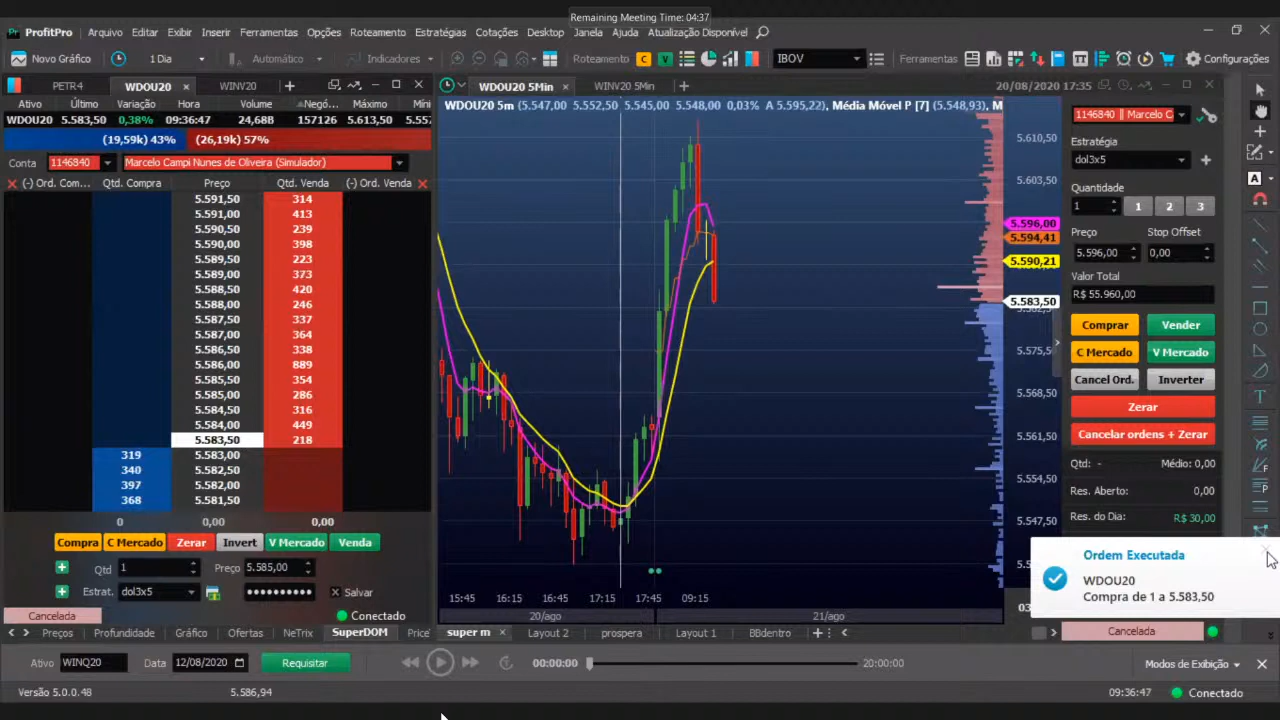 Remaining Meeting Time: 04:37
ProfitPro Arquivo Editar Exibir Inserir Ferramentas Opções Roteamento Estratégias Cotações Desktop Janela Ajuda Atualização Disponível
Novo Gráfico 1 Dia Automático Indicadores Roteamento C V IBOV Ferramentas Configurações
PETR4 WDOU20 WINV20
WDOU20 5Min WINV20 5Min 20/08/2020 17:35
Ativo Último Variação Hora Volume Negó... Máximo Míni
WDOU20 5.583,50 0,38% 09:36:47 24,68B 157126 5.613,50 5.55
(19,59k) 43% (26,19k) 57%
Conta 1146840 Marcelo Campi Nunes de Oliveira (Simulador)
(-) Ord. Com... Qtd. Compra Preço Qtd. Venda (-) Ord. Venda
5.591,50 314
5.591,00 413
5.590,50 239
5.590,00 398
5.589,50 223
5.589,00 373
5.588,50 420
5.588,00 246
5.587,50 337
5.587,00 364
5.586,50 338
5.586,00 889
5.585,50 354
5.585,00 286
5.584,50 316
5.584,00 449
5.583,50 218
319 5.583,00
340 5.582,50
397 5.582,00
368 5.581,50
0 0,00 0,00
Compra C Mercado Zerar Invert V Mercado Venda
Qtd 1 Preço 5.585,00
Estrat. dol3x5 Salvar
Cancelada Conectado
Preços Profundidade Gráfico Ofertas NeTrix SuperDOM Price
WDOU20 5m (5.547,00 5.552,50 5.545,00 5.548,00 0,03% A 5.595,22), Média Móvel P [7] (5.548,93), M
5.610,50
5.603,50
5.596,00
5.594,41
5.590,21
5.583,50
5.575,5
5.568,50
5.561,50
5.554,50
5.547,50
15:45 16:15 16:45 17:15 17:45 09:15
20/ago 21/ago
super m Layout 2 prospera Layout 1 BBdentro
1146840 || Marcelo C
Estratégia
dol3x5
Quantidade
1 1 2 3
Preço Stop Offset
5.596,00 0,00
Valor Total
R$ 55.960,00
Comprar Vender
C Mercado V Mercado
Cancel Ord. Inverter
Zerar
Cancelar ordens + Zerar
Qtd: - Médio: 0,00
Res. Aberto: 0,00
Res. do Dia: R$ 30,00
Ordem Executada
WDOU20
Compra de 1 a 5.583,50
Cancelada
Ativo WINQ20 Data 12/08/2020 Requisitar 00:00:00 20:00:00 Modos de Exibição
Versão 5.0.0.48 5.586,94 09:36:47 Conectado